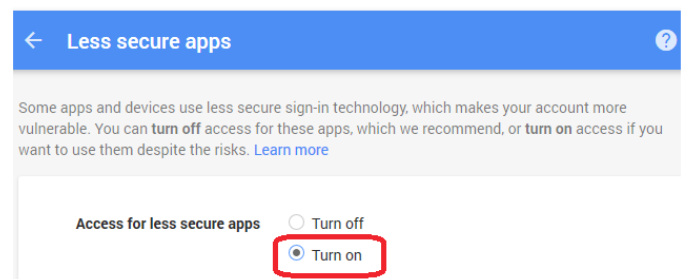 Less secure apps
Some apps and devices use less secure sign-in technology, which makes your account more
vulnerable. You can turn off access for these apps, which we recommend, or turn on access if you
want to use them despite the risks. Learn more
Access for less secure apps Turn off
Turn on